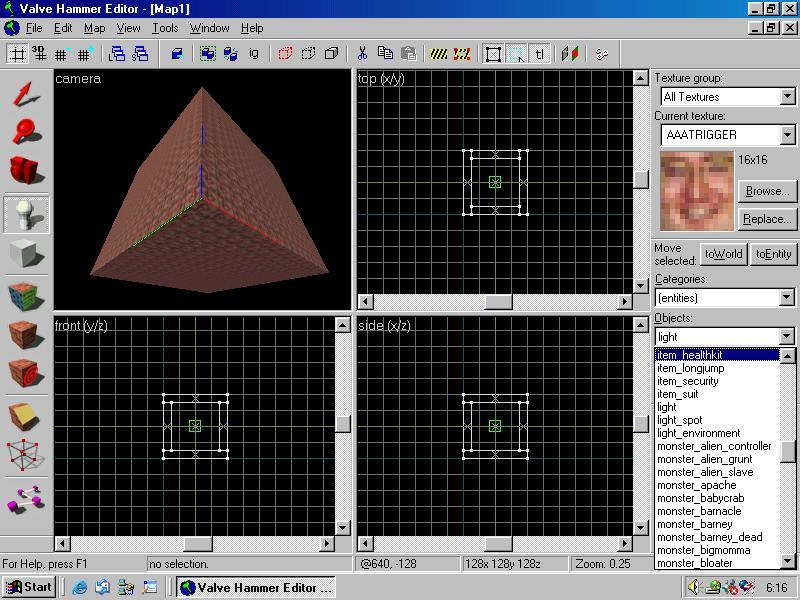 Valve Hammer Editor - [Map1]
File Edit Map View Tools Window Help
3D ig tl
camera
top (x/y)
front (y/z)
side (x/z)
Texture group:
All Textures
Current texture:
AAATRIGGER
16x16
Browse...
Replace...
Move selected:
toWorld toEntity
Categories:
(entities)
Objects:
light
item_healthkit
item_longjump
item_security
item_suit
light
light_spot
light_environment
monster_alien_controller
monster_alien_grunt
monster_alien_slave
monster_apache
monster_babycrab
monster_barnacle
monster_barney
monster_barney_dead
monster_bigmomma
monster_bloater
For Help, press F1 no selection. @640, -128 128x 128y 128z Zoom: 0.25
Start Valve Hammer Editor ... 6:16